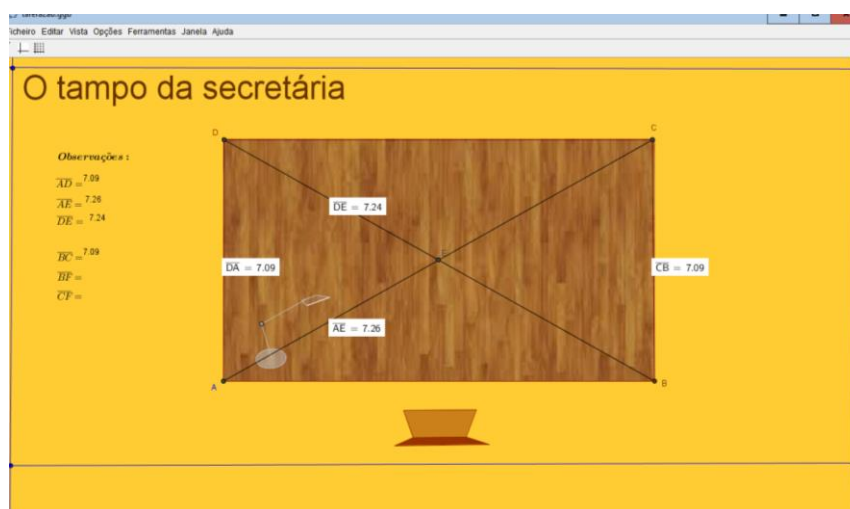 Ficheiro Editar Vista Opções Ferramentas Janela Ajuda
O tampo da secretária
D
C
Observações :
AD = 7.09
AE = 7.26
DE = 7.24
BC = 7.09
BF =
CF =
DE = 7.24
E
DA = 7.09
CB = 7.09
AE = 7.26
A
B